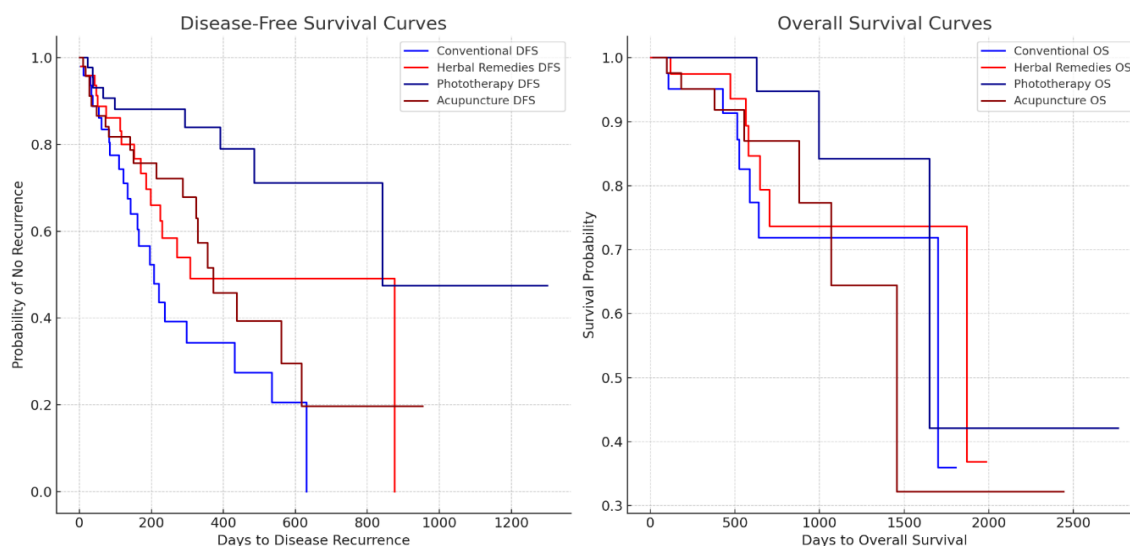 Disease-Free Survival Curves
Probability of No Recurrence
1.0
0.8
0.6
0.4
0.2
0.0
Conventional DFS
Herbal Remedies DFS
Phototherapy DFS
Acupuncture DFS
0
200
400
600
800
1000
1200
Days to Disease Recurrence
Overall Survival Curves
Survival Probability
1.0
0.9
0.8
0.7
0.6
0.5
0.4
0.3
Conventional OS
Herbal Remedies OS
Phototherapy OS
Acupuncture OS
0
500
1000
1500
2000
2500
Days to Overall Survival